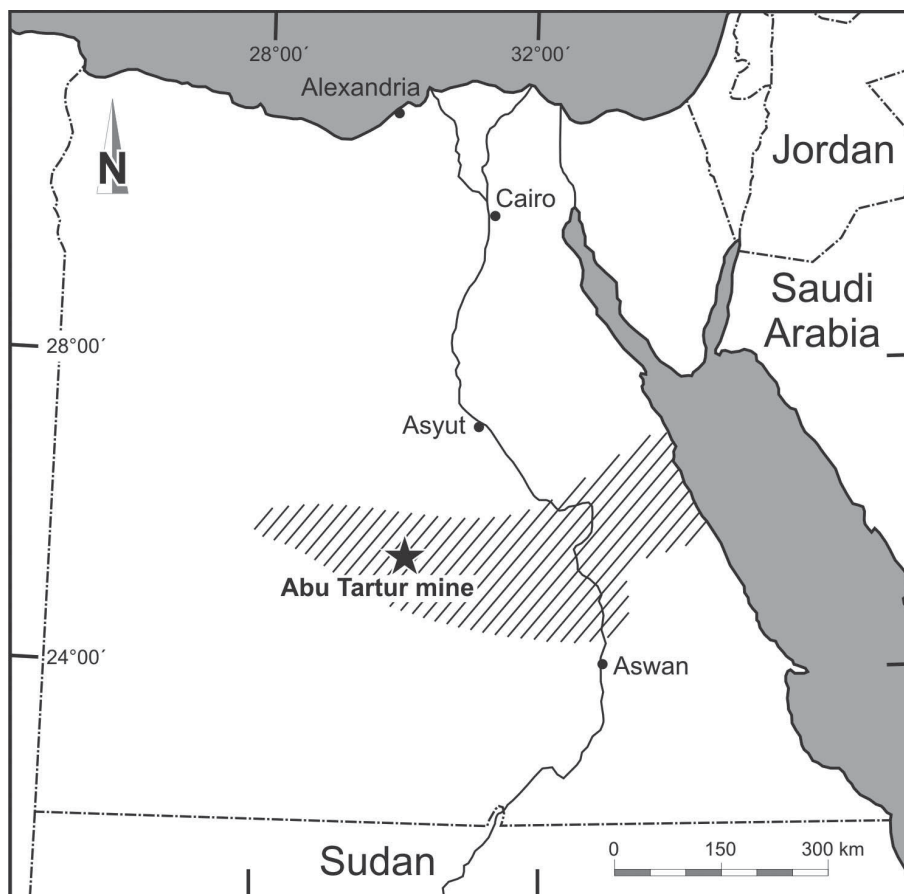 28°00´
32°00´
Alexandria
N
Jordan
Cairo
Saudi
Arabia
28°00´
Asyut
Abu Tartur mine
24°00´
Aswan
0
150
300 km
Sudan